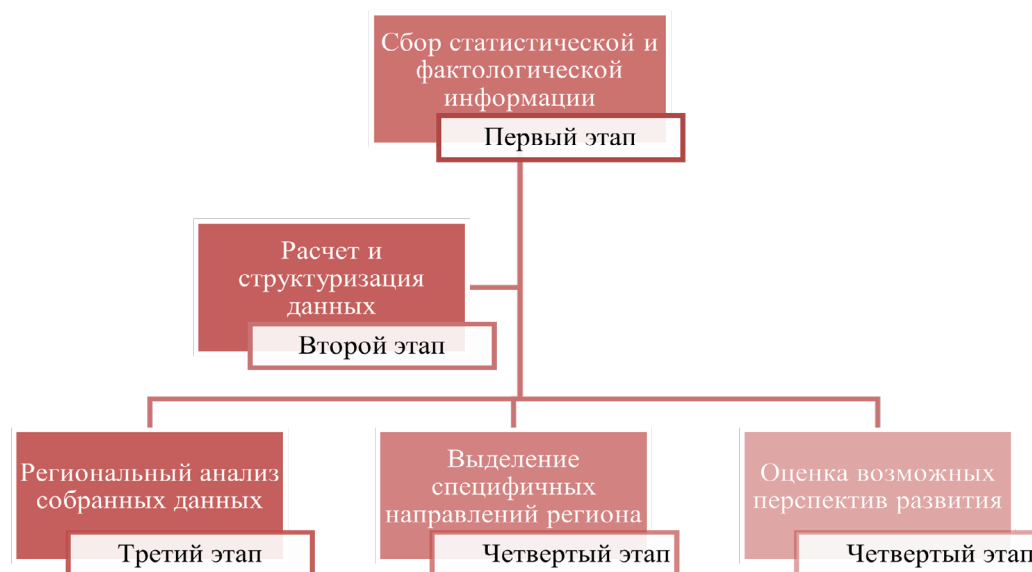 Сбор статистической и
фактологической
информации
Первый этап
Расчет и
структуризация
данных
Второй этап
Региональный анализ
собранных данных
Третий этап
Выделение
специфичных
направлений региона
Четвертый этап
Оценка возможных
перспектив развития
Четвертый этап